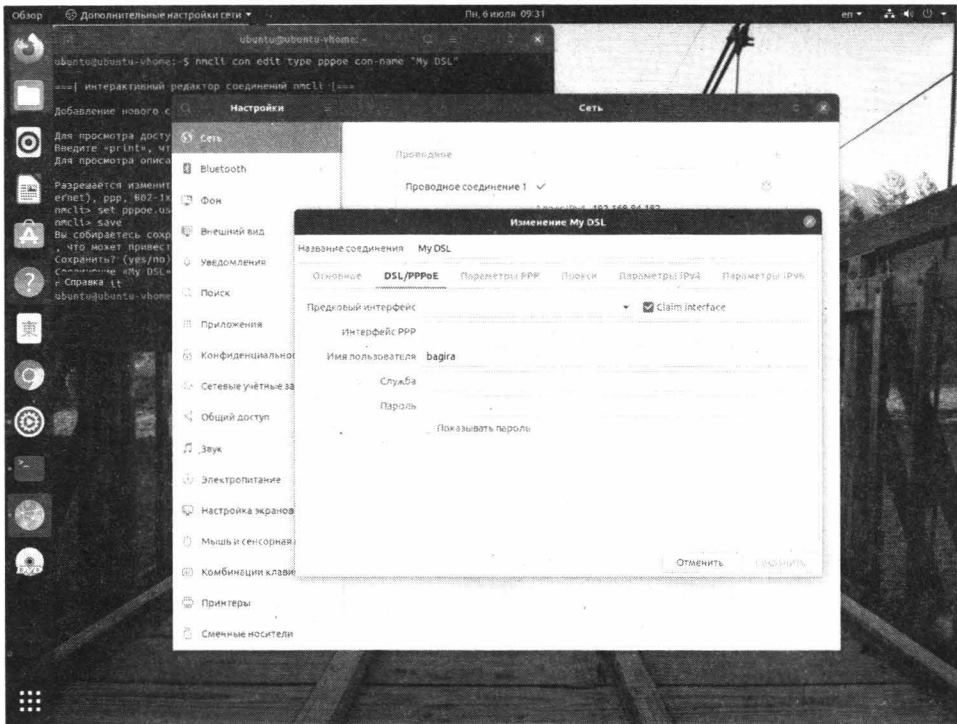 Обзор
Дополнительные настройки сети
Пн, 6 июля 09:31
en
ubuntu@ubuntu-vhome: ~
ubuntu@ubuntu-vhome:~$ nmcli con edit type pppoe con-name "My DSL"
===| интерактивный редактор соединений nmcli |===
Добавление нового с
Для просмотра досту
Введите «print», чт
Для просмотра описа
Разрешается изменит
ernet), ppp, 802-1x
nmcli> set pppoe.us
nmcli> save
Вы собираетесь сохр
, что может привест
Сохранить? (yes/no)
Соединение «My DSL»
Справка it
ubuntu@ubuntu-vhome
Настройки
Сеть
Bluetooth
Фон
Внешний вид
Уведомления
Поиск
Приложения
Конфиденциальнос
Сетевые учётные за
Общий доступ
Звук
Электропитание
Настройка экранов
Мышь и сенсорная
Комбинации клави
Принтеры
Сменные носители
Сеть
Проводное
Проводное соединение 1
Изменение My DSL
Название соединения My DSL
Основное DSL/PPPoE Параметры PPP Прокси Параметры IPv4 Параметры IPv6
Предковый интерфейс
Claim interface
Интерфейс PPP
Имя пользователя bagira
Служба
Пароль
Показывать пароль
Отменить Сохранить